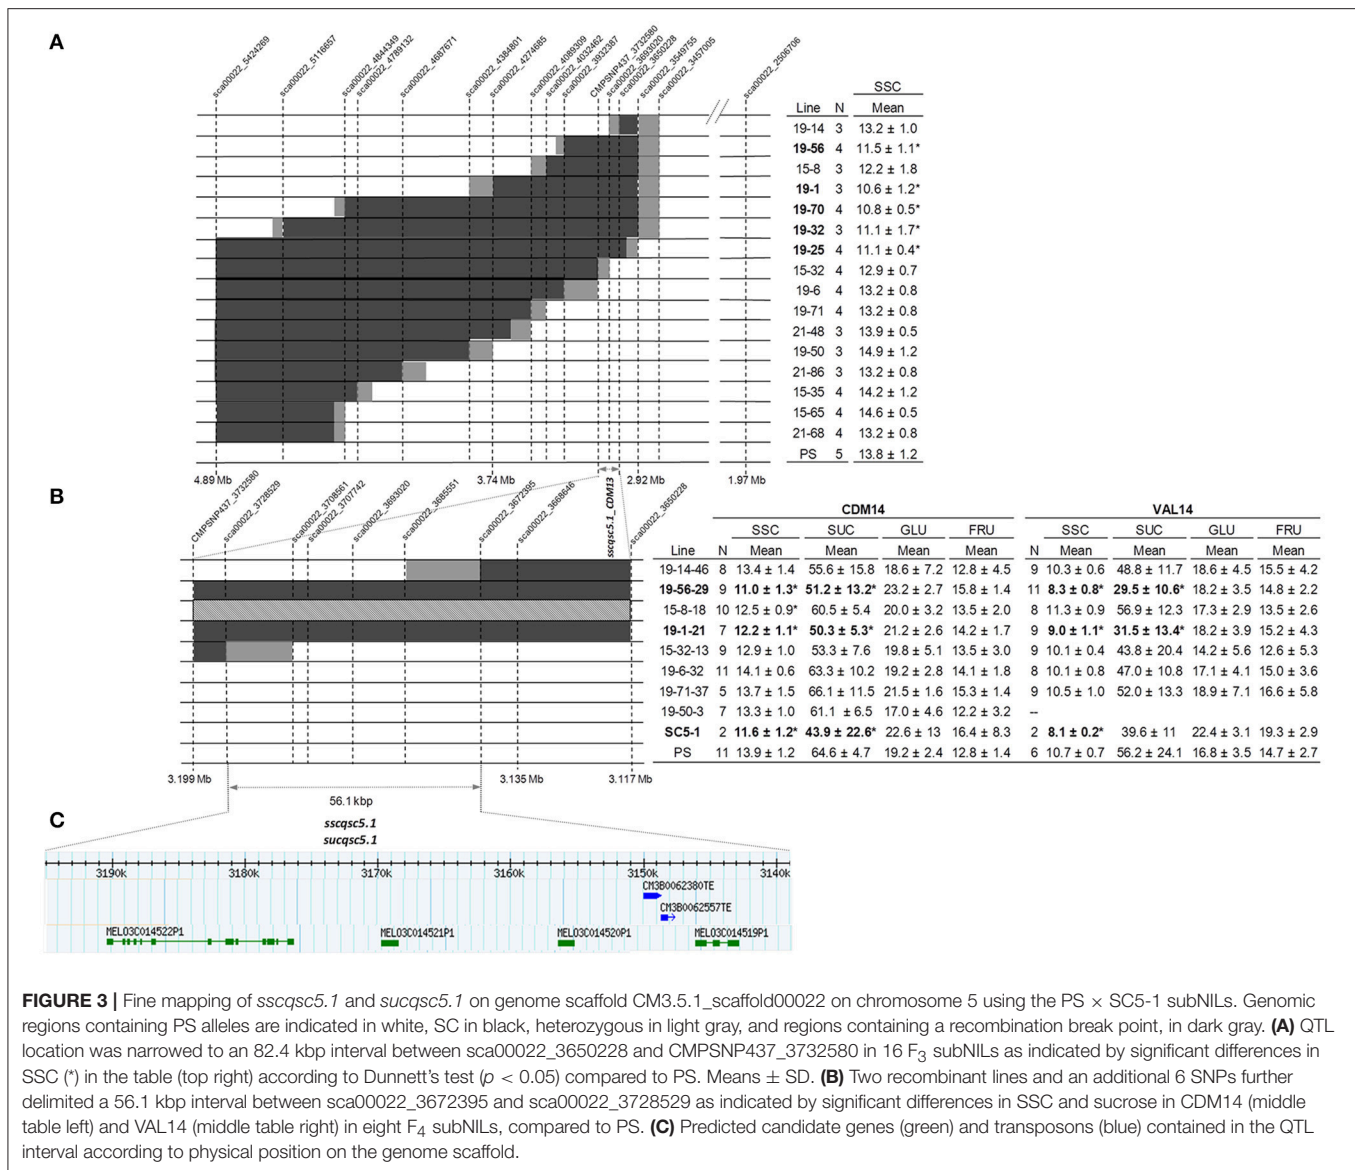 A
sca00022_5424269
sca00022_5116657
sca00022_4844349
sca00022_4789132
sca00022_4687671
sca00022_4384801
sca00022_4274685
sca00022_4089309
sca00022_4032462
sca00022_3932387
CMPSNP437_3732580
sca00022_3693020
sca00022_3650228
sca00022_3549755
sca00022_3457005
sca00022_2506706
SSC
Line N Mean
19-14 3 13.2 ± 1.0
19-56 4 11.5 ± 1.1*
15-8 3 12.2 ± 1.8
19-1 3 10.6 ± 1.2*
19-70 4 10.8 ± 0.5*
19-32 3 11.1 ± 1.7*
19-25 4 11.1 ± 0.4*
15-32 4 12.9 ± 0.7
19-6 4 13.2 ± 0.8
19-71 4 13.2 ± 0.8
21-48 3 13.9 ± 0.5
19-50 3 14.9 ± 1.2
21-86 3 13.2 ± 0.8
15-35 4 14.2 ± 1.2
15-65 4 14.6 ± 0.5
21-68 4 13.2 ± 0.8
PS 5 13.8 ± 1.2
4.89 Mb 3.74 Mb 2.92 Mb 1.97 Mb
B
CMPSNP437_3732580
sca00022_3728529
sca00022_3708561
sca00022_3707742
sca00022_3693020
sca00022_3685551
sca00022_3672395
sca00022_3668646
sscqsc5.1_CDM13
sca00022_3650228
CDM14 VAL14
SSC SUC GLU FRU SSC SUC GLU FRU
Line N Mean Mean Mean Mean N Mean Mean Mean Mean
19-14-46 8 13.4 ± 1.4 55.6 ± 15.8 18.6 ± 7.2 12.8 ± 4.5 9 10.3 ± 0.6 48.8 ± 11.7 18.6 ± 4.5 15.5 ± 4.2
19-56-29 9 11.0 ± 1.3* 51.2 ± 13.2* 23.2 ± 2.7 15.8 ± 1.4 11 8.3 ± 0.8* 29.5 ± 10.6* 18.2 ± 3.5 14.8 ± 2.2
15-8-18 10 12.5 ± 0.9* 60.5 ± 5.4 20.0 ± 3.2 13.5 ± 2.0 8 11.3 ± 0.9 56.9 ± 12.3 17.3 ± 2.9 13.5 ± 2.6
19-1-21 7 12.2 ± 1.1* 50.3 ± 5.3* 21.2 ± 2.6 14.2 ± 1.7 9 9.0 ± 1.1* 31.5 ± 13.4* 18.2 ± 3.9 15.2 ± 4.3
15-32-13 9 12.9 ± 1.0 53.3 ± 7.6 19.8 ± 5.1 13.5 ± 3.0 9 10.1 ± 0.4 43.8 ± 20.4 14.2 ± 5.6 12.6 ± 5.3
19-6-32 11 14.1 ± 0.6 63.3 ± 10.2 19.2 ± 2.8 14.1 ± 1.8 8 10.1 ± 0.8 47.0 ± 10.8 17.1 ± 4.1 15.0 ± 3.6
19-71-37 5 13.7 ± 1.5 66.1 ± 11.5 21.5 ± 1.6 15.3 ± 1.4 9 10.5 ± 1.0 52.0 ± 13.3 18.9 ± 7.1 16.6 ± 5.8
19-50-3 7 13.3 ± 1.0 61.1 ± 6.5 17.0 ± 4.6 12.2 ± 3.2 --
SC5-1 2 11.6 ± 1.2* 43.9 ± 22.6* 22.6 ± 13 16.4 ± 8.3 2 8.1 ± 0.2* 39.6 ± 11 22.4 ± 3.1 19.3 ± 2.9
PS 11 13.9 ± 1.2 64.6 ± 4.7 19.2 ± 2.4 12.8 ± 1.4 6 10.7 ± 0.7 56.2 ± 24.1 16.8 ± 3.5 14.7 ± 2.7
3.199 Mb 3.135 Mb 3.117 Mb
56.1 kbp
sscqsc5.1
sucqsc5.1
C
3190k 3180k 3170k 3160k 3150k 3140k
CM3B0062380TE
CM3B0062557TE
MELO3C014522P1 MELO3C014521P1 MELO3C014520P1 MELO3C014519P1
FIGURE 3 | Fine mapping of sscqsc5.1 and sucqsc5.1 on genome scaffold CM3.5.1_scaffold00022 on chromosome 5 using the PS × SC5-1 subNILs. Genomic
regions containing PS alleles are indicated in white, SC in black, heterozygous in light gray, and regions containing a recombination break point, in dark gray. (A) QTL
location was narrowed to an 82.4 kbp interval between sca00022_3650228 and CMPSNP437_3732580 in 16 F3 subNILs as indicated by significant differences in
SSC (*) in the table (top right) according to Dunnett's test (p < 0.05) compared to PS. Means ± SD. (B) Two recombinant lines and an additional 6 SNPs further
delimited a 56.1 kbp interval between sca00022_3672395 and sca00022_3728529 as indicated by significant differences in SSC and sucrose in CDM14 (middle
table left) and VAL14 (middle table right) in eight F4 subNILs, compared to PS. (C) Predicted candidate genes (green) and transposons (blue) contained in the QTL
interval according to physical position on the genome scaffold.